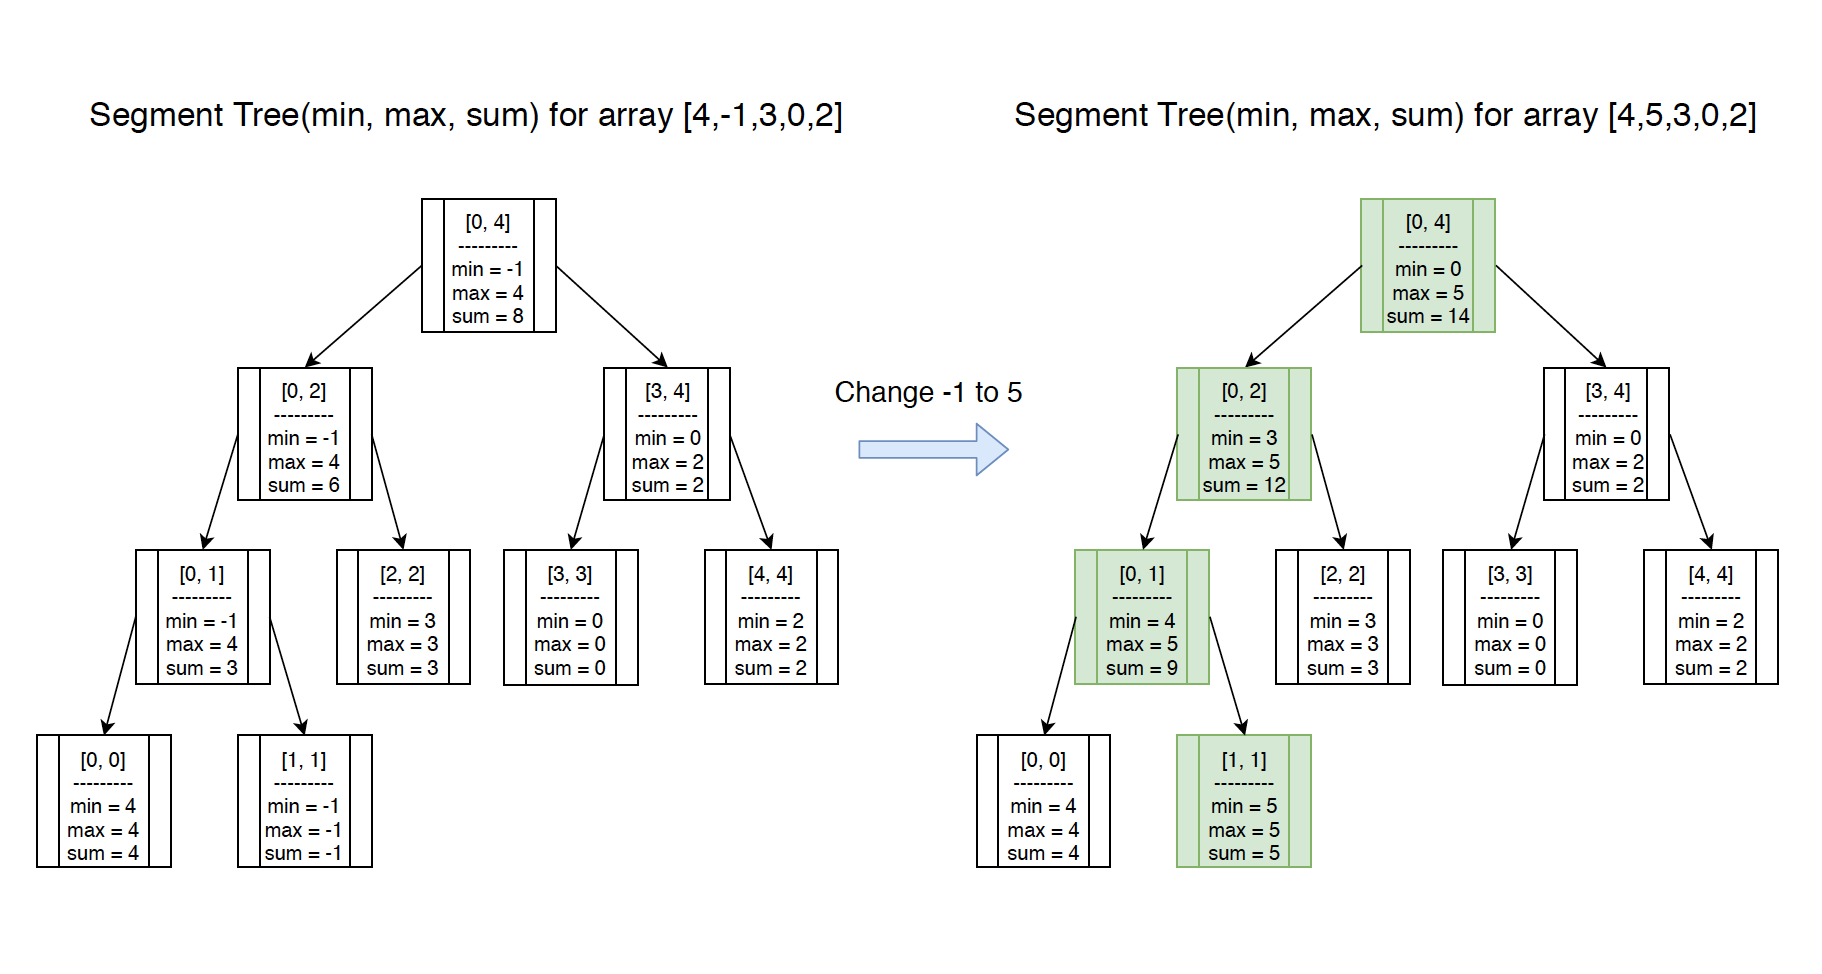 Segment Tree(min, max, sum) for array [4,-1,3,0,2]
[0, 4]
---------
min = -1
max = 4
sum = 8
[0, 2]
---------
min = -1
max = 4
sum = 6
[3, 4]
---------
min = 0
max = 2
sum = 2
[0, 1]
---------
min = -1
max = 4
sum = 3
[2, 2]
---------
min = 3
max = 3
sum = 3
[3, 3]
---------
min = 0
max = 0
sum = 0
[4, 4]
---------
min = 2
max = 2
sum = 2
[0, 0]
---------
min = 4
max = 4
sum = 4
[1, 1]
---------
min = -1
max = -1
sum = -1
Change -1 to 5
Segment Tree(min, max, sum) for array [4,5,3,0,2]
[0, 4]
---------
min = 0
max = 5
sum = 14
[0, 2]
---------
min = 3
max = 5
sum = 12
[3, 4]
---------
min = 0
max = 2
sum = 2
[0, 1]
---------
min = 4
max = 5
sum = 9
[2, 2]
---------
min = 3
max = 3
sum = 3
[3, 3]
---------
min = 0
max = 0
sum = 0
[4, 4]
---------
min = 2
max = 2
sum = 2
[0, 0]
---------
min = 4
max = 4
sum = 4
[1, 1]
---------
min = 5
max = 5
sum = 5